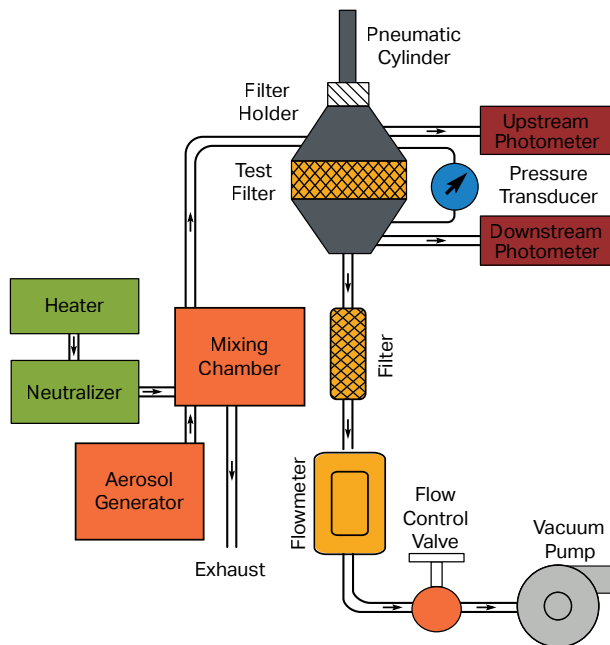 Pneumatic
Cylinder
Filter
Holder
Upstream
Photometer
Test
Filter
Pressure
Transducer
Downstream
Photometer
Heater
Mixing
Chamber
Neutralizer
Filter
Aerosol
Generator
Flowmeter
Flow
Control
Valve
Vacuum
Pump
Exhaust